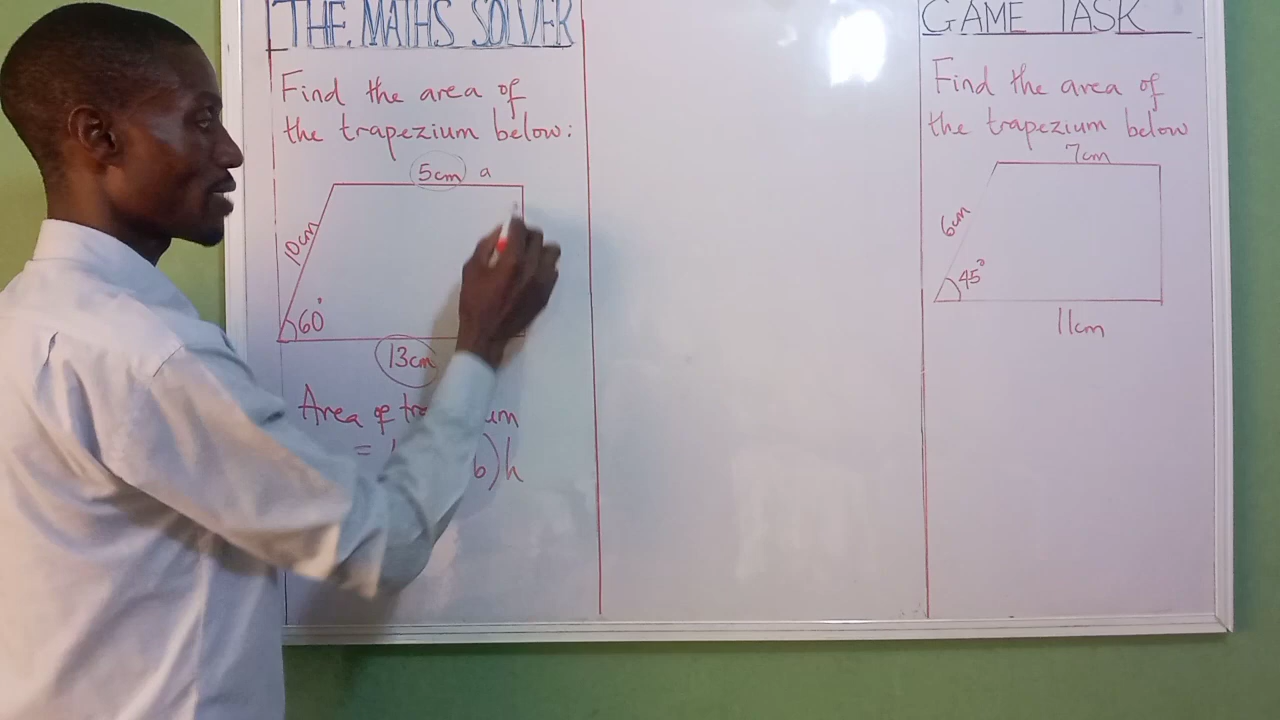 THE MATHS SOLVER
Find the area of
the trapezium below:
5cm a
10cm
60°
13cm
Area of
= b)h
GAME TASK
Find the area of
the trapezium below
7cm
6cm
45°
11cm